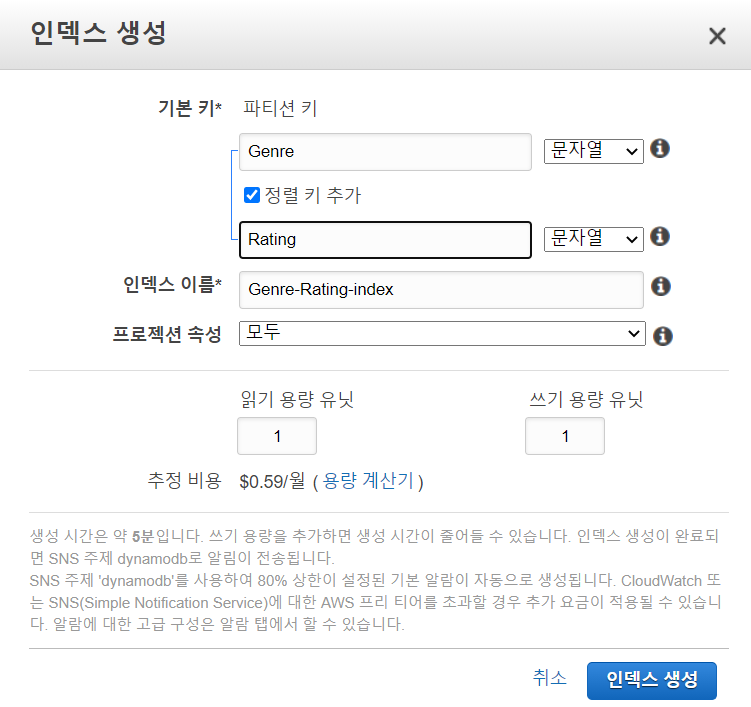 인덱스 생성
기본 키* 파티션 키
Genre 문자열
정렬 키 추가
Rating 문자열
인덱스 이름* Genre-Rating-index
프로젝션 속성 모두
읽기 용량 유닛 쓰기 용량 유닛
1 1
추정 비용 $0.59/월 ( 용량 계산기 )
생성 시간은 약 5분입니다. 쓰기 용량을 추가하면 생성 시간이 줄어들 수 있습니다. 인덱스 생성이 완료되
면 SNS 주제 dynamodb로 알림이 전송됩니다.
SNS 주제 'dynamodb'를 사용하여 80% 상한이 설정된 기본 알람이 자동으로 생성됩니다. CloudWatch 또
는 SNS(Simple Notification Service)에 대한 AWS 프리 티어를 초과할 경우 추가 요금이 적용될 수 있습니
다. 알람에 대한 고급 구성은 알람 탭에서 할 수 있습니다.
취소 인덱스 생성